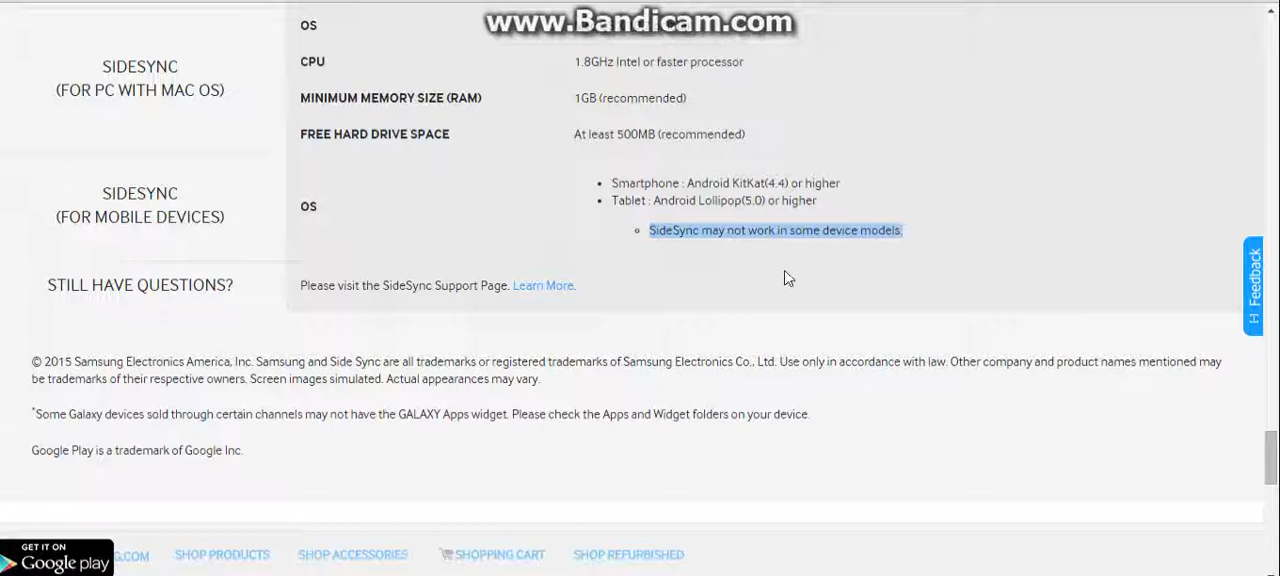 www.Bandicam.com
OS
SIDESYNC
(FOR PC WITH MAC OS)
CPU 1.8GHz Intel or faster processor
MINIMUM MEMORY SIZE (RAM) 1GB (recommended)
FREE HARD DRIVE SPACE At least 500MB (recommended)
SIDESYNC
(FOR MOBILE DEVICES)
OS
• Smartphone : Android KitKat(4.4) or higher
• Tablet : Android Lollipop(5.0) or higher
SideSync may not work in some device models.
Feedback
STILL HAVE QUESTIONS? Please visit the SideSync Support Page. Learn More.
© 2015 Samsung Electronics America, Inc. Samsung and Side Sync are all trademarks or registered trademarks of Samsung Electronics Co., Ltd. Use only in accordance with law. Other company and product names mentioned may
be trademarks of their respective owners. Screen images simulated. Actual appearances may vary.
*Some Galaxy devices sold through certain channels may not have the GALAXY Apps widget. Please check the Apps and Widget folders on your device.
Google Play is a trademark of Google Inc.
GET IT ON
Google play
G.COM SHOP PRODUCTS SHOP ACCESSORIES SHOPPING CART SHOP REFURBISHED